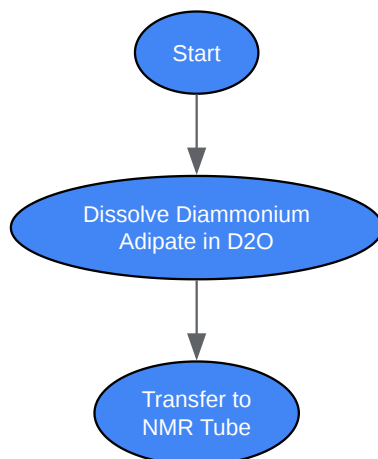 Start
Dissolve Diammonium
Adipate in D2O
Transfer to
NMR Tube